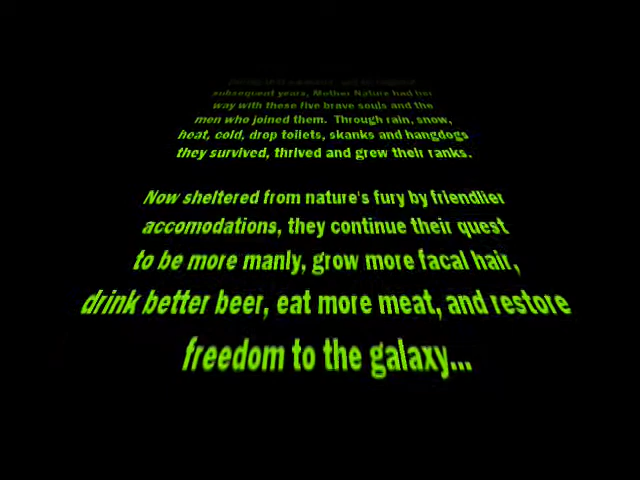 subsequent years, Mother Nature had her
way with these five brave souls and the
men who joined them. Through rain, snow,
heat, cold, drop toilets, skanks and hangdogs
they survived, thrived and grew their ranks.
Now sheltered from nature's fury by friendlier
accomodations, they continue their quest
to be more manly, grow more facal hair,
drink better beer, eat more meat, and restore
freedom to the galaxy...